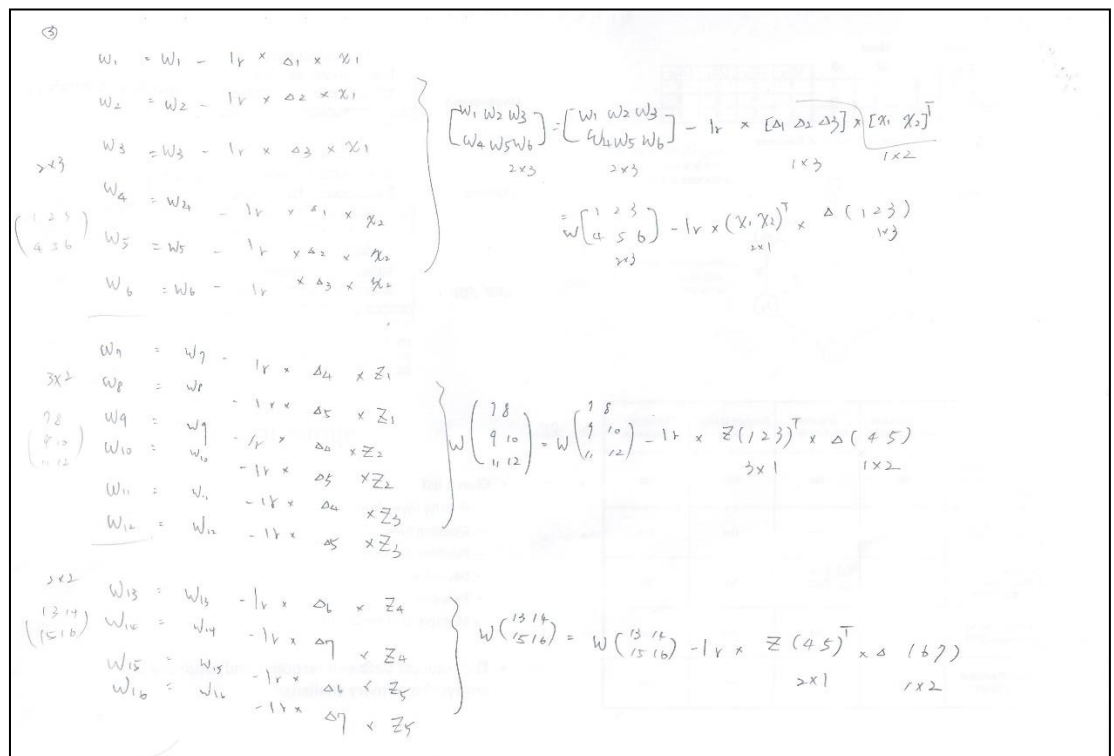 ③
w₁ = w₁ - lr × Δ1 × x1
w₂ = w₂ - lr × Δ2 × x1
w3 = w3 - lr × Δ3 × x1
2×3
w4 = w4 - lr × Δ1 × x2
(1 2 3
4 5 6)
w5 = w5 - lr × Δ2 × x2
w6 = w6 - lr × Δ3 × x2
[w1 w2 w3
w4 w5 w6] = [w1 w2 w3
w4 w5 w6] - lr × [Δ1 Δ2 Δ3] × [x1 x2]ᵀ
2×3 2×3 1×3 1×2
= w[1 2 3
4 5 6] - lr × (x1 x2)ᵀ × Δ(1 2 3)
2×3 2×1 1×3
w7 = w7 - lr × Δ4 × Z1
3×2
w8 = w8 - lr × Δ5 × Z1
(7 8
9 10
11 12)
w9 = w9 - lr × Δ4 × Z2
w10 = w10 - lr × Δ5 × Z2
w11 = w11 - lr × Δ4 × Z3
w12 = w12 - lr × Δ5 × Z3
w(7 8
9 10
11 12) = w(7 8
9 10
11 12) - lr × Z(1 2 3)ᵀ × Δ(4 5)
3×1 1×2
2×2
(13 14
15 16)
w13 = w13 - lr × Δ6 × Z4
w14 = w14 - lr × Δ7 × Z4
w15 = w15 - lr × Δ6 × Z5
w16 = w16 - lr × Δ7 × Z5
w(13 14
15 16) = w(13 14
15 16) - lr × Z(4 5)ᵀ × Δ(6 7)
2×1 1×2